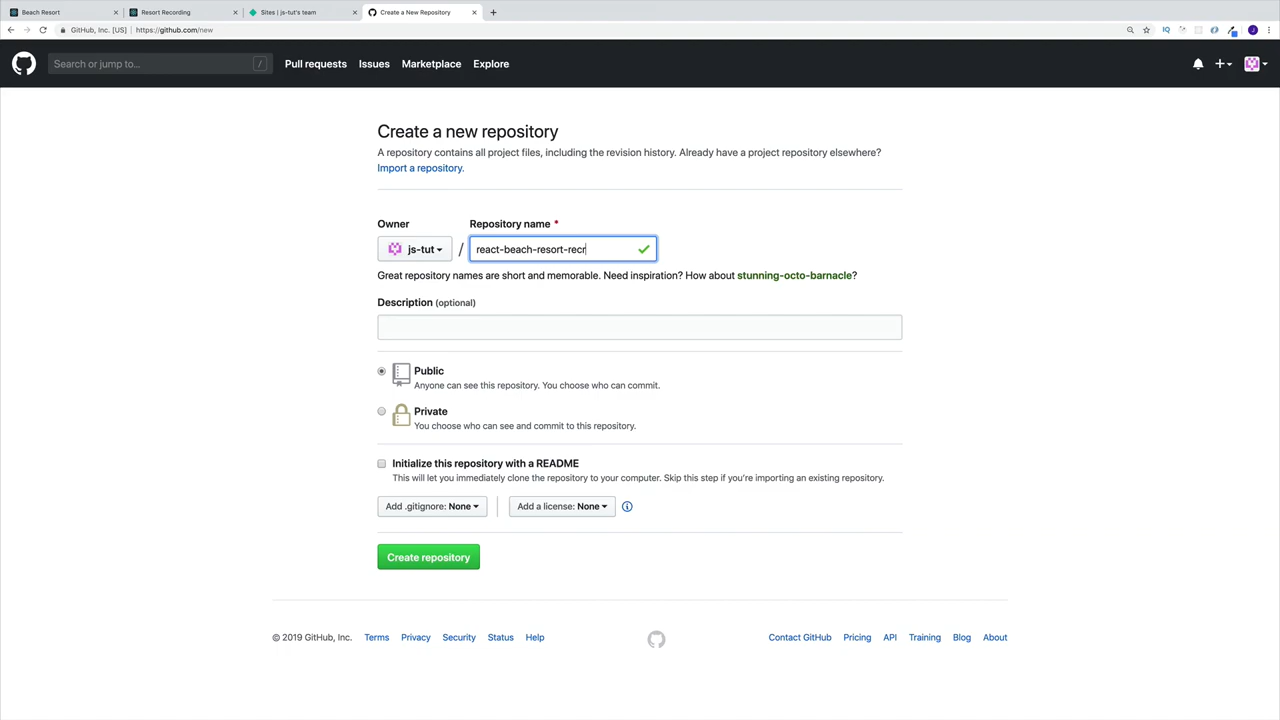 Beach Resort
Resort Recording
Sites | js-tut's team
Create a New Repository
GitHub, Inc. [US] | https://github.com/new
Search or jump to... /
Pull requests Issues Marketplace Explore
Create a new repository
A repository contains all project files, including the revision history. Already have a project repository elsewhere?
Import a repository.
Owner Repository name *
js-tut / react-beach-resort-recr
Great repository names are short and memorable. Need inspiration? How about stunning-octo-barnacle?
Description (optional)
Public
Anyone can see this repository. You choose who can commit.
Private
You choose who can see and commit to this repository.
Initialize this repository with a README
This will let you immediately clone the repository to your computer. Skip this step if you're importing an existing repository.
Add .gitignore: None Add a license: None
Create repository
© 2019 GitHub, Inc. Terms Privacy Security Status Help Contact GitHub Pricing API Training Blog About